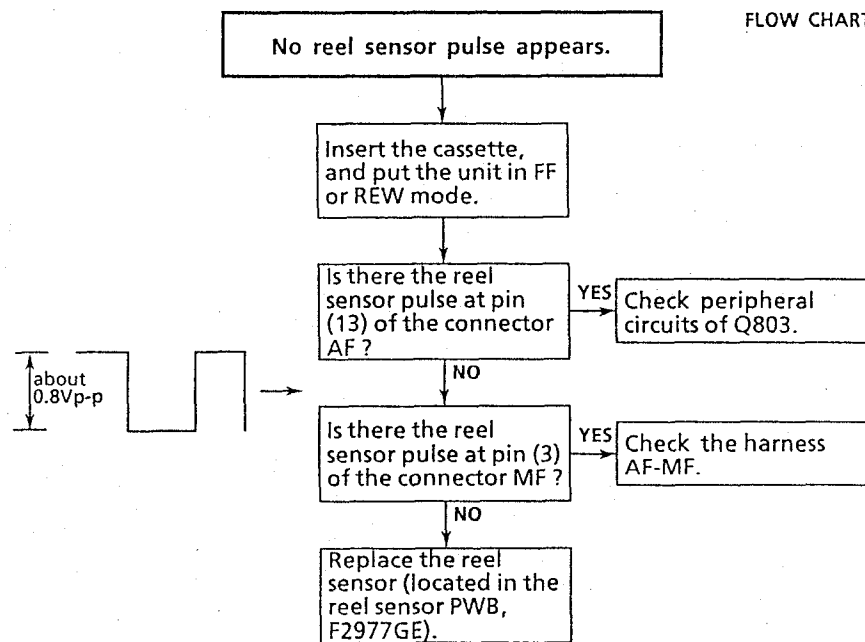 FLOW CHART
No reel sensor pulse appears.
Insert the cassette,
and put the unit in FF
or REW mode.
Is there the reel
sensor pulse at pin
(13) of the connector
AF ?
YES
Check peripheral
circuits of Q803.
NO
about
0.8Vp-p
Is there the reel
sensor pulse at pin (3)
of the connector MF ?
YES
Check the harness
AF-MF.
NO
Replace the reel
sensor (located in the
reel sensor PWB,
F2977GE).